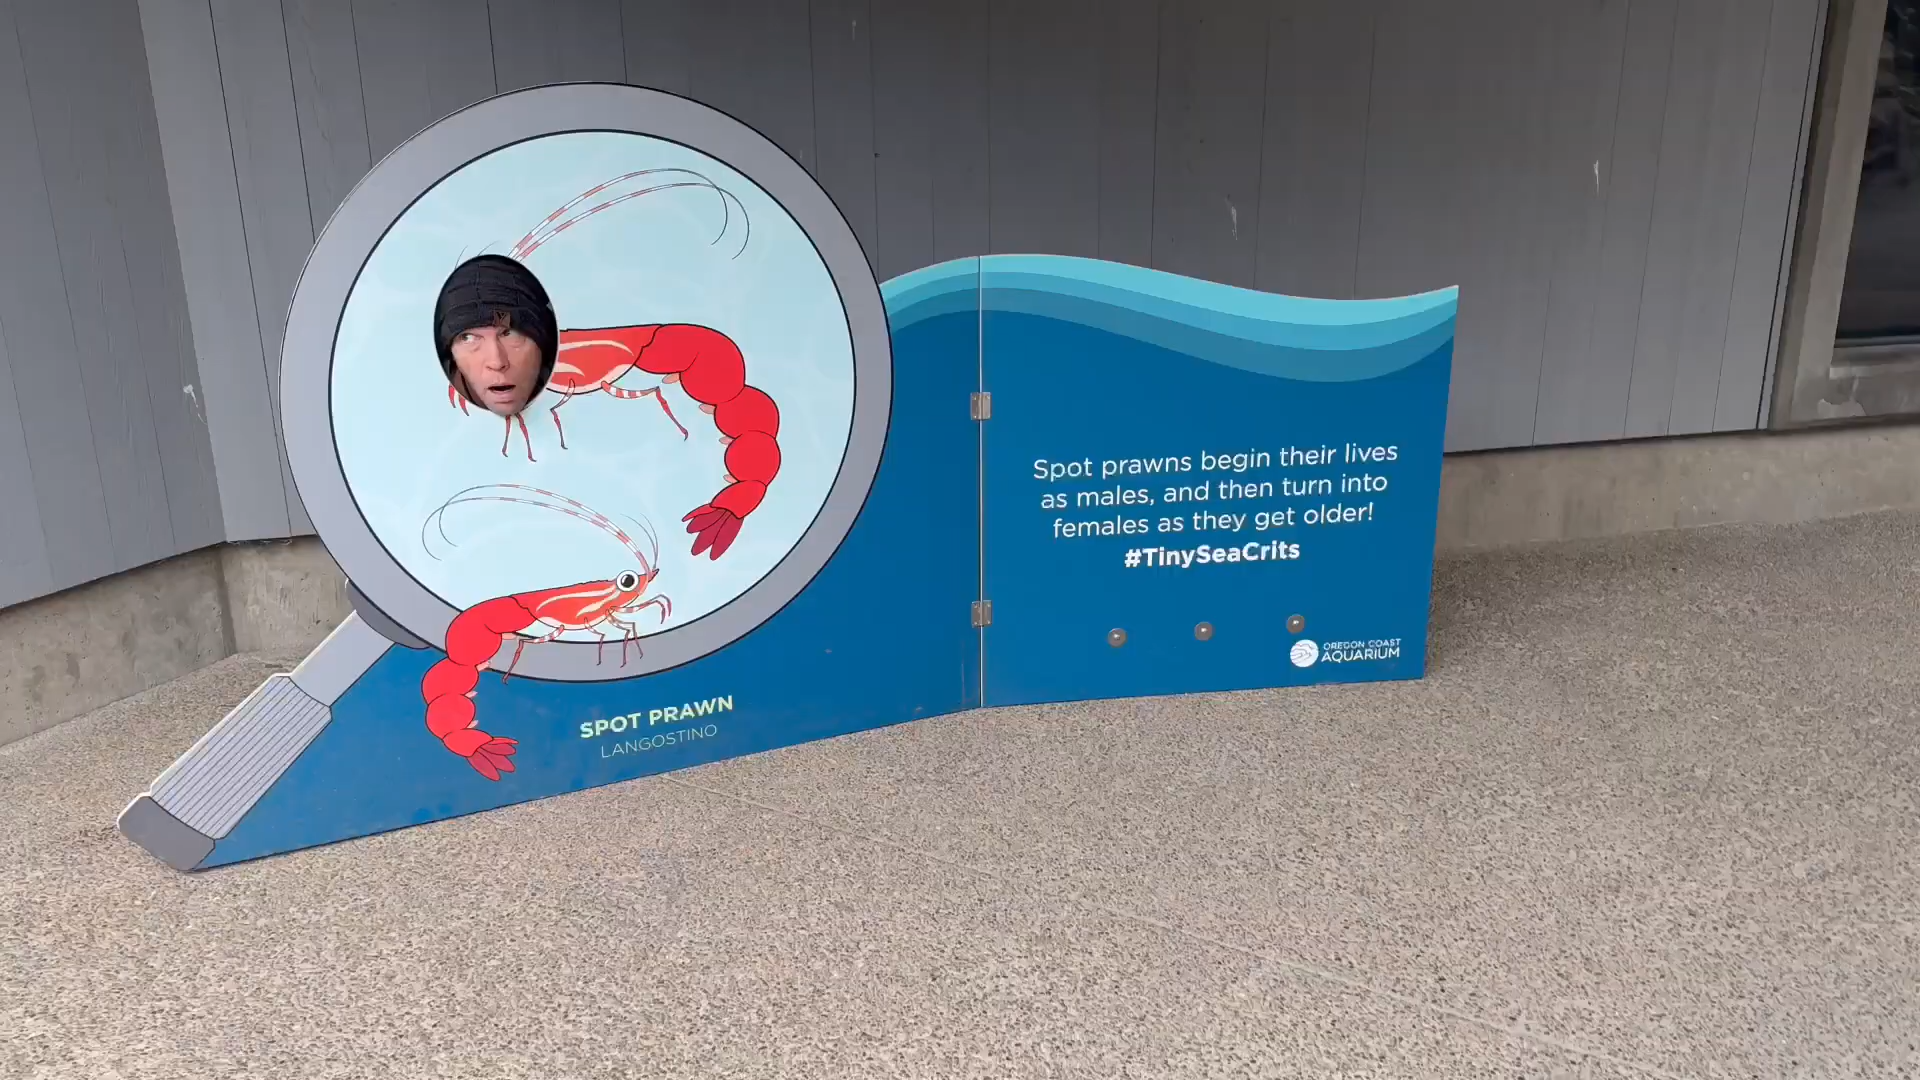 SPOT PRAWN
LANGOSTINO
Spot prawns begin their lives
as males, and then turn into
females as they get older!
#TinySeaCrits
OREGON COAST
AQUARIUM